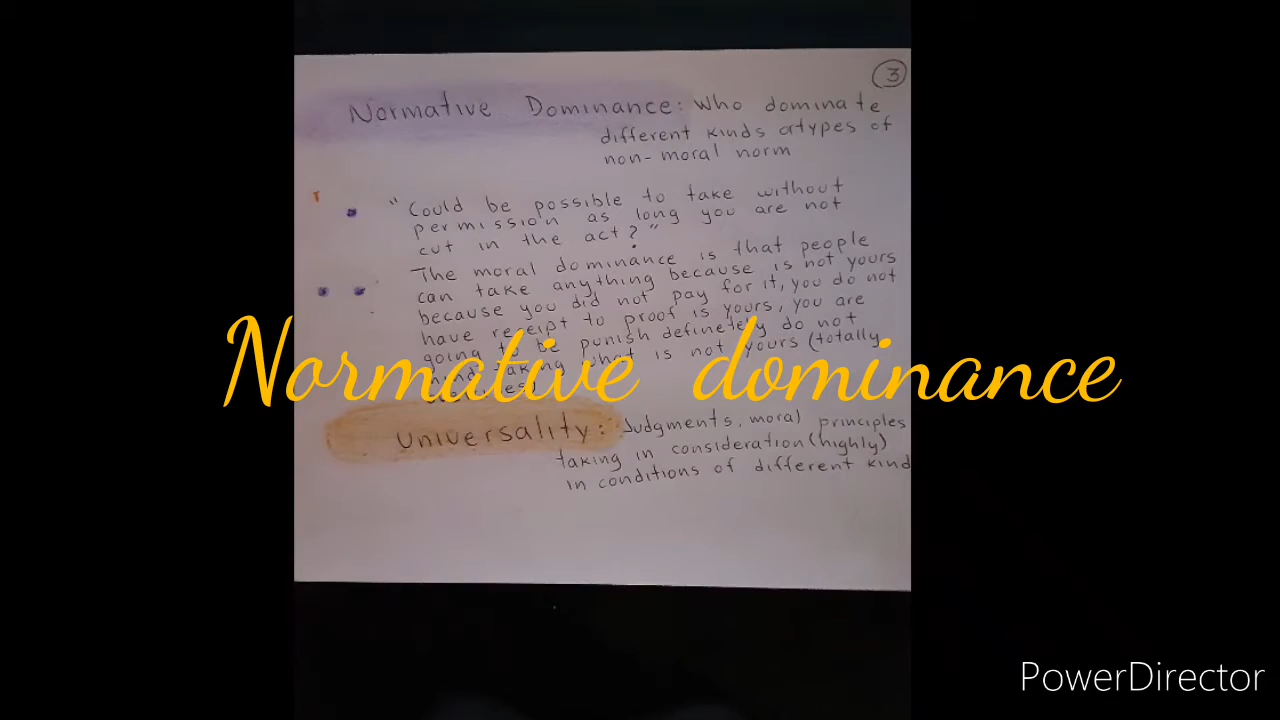 3
Normative Dominance: Who dominate
different kinds or types of
non-moral norm
"Could be possible to take without
permission as long you are not
cut in the act?"
The moral dominance is that people
can take anything because is not yours
because you did not pay for it, you do not
have receipt to proof is yours, you are
going to be punish definetely do not
taking what is not yours (totally
Normative dominance
Universality: Judgments, moral principles
taking in consideration (highly)
in conditions of different kind
PowerDirector